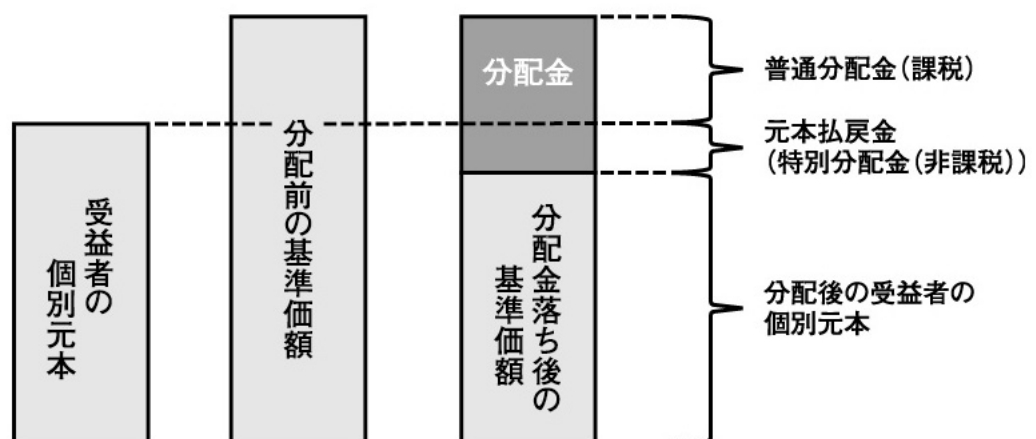 受益者の
個別元本
分配前の基準価額
分配金
分配金落ち後の
基準価額
普通分配金(課税)
元本払戻金
(特別分配金(非課税))
分配後の受益者の
個別元本